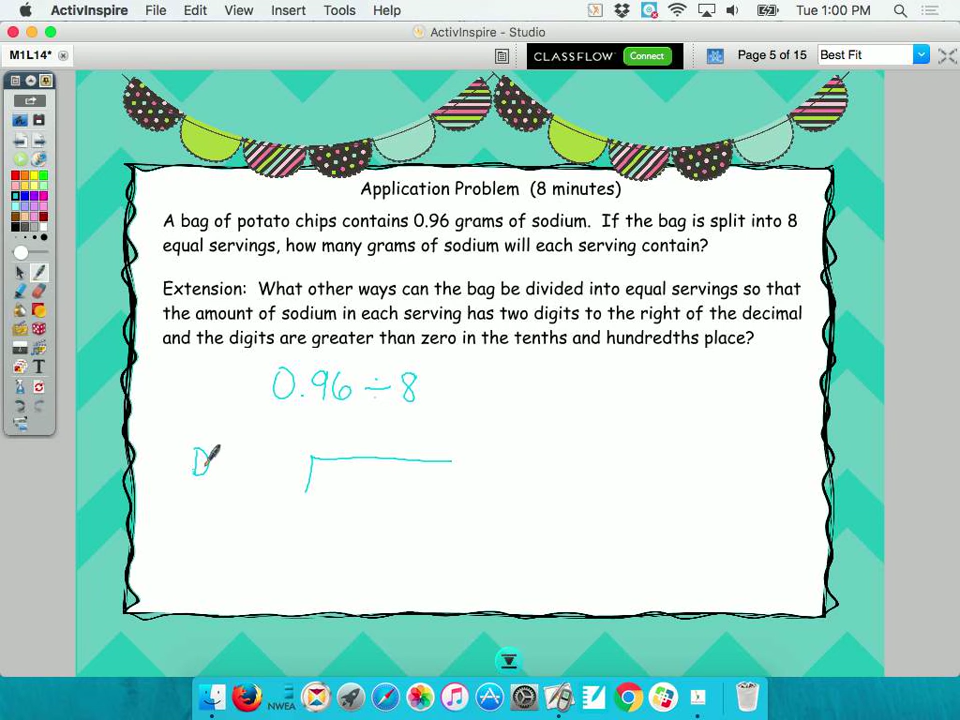 ActivInspire File Edit View Insert Tools Help Tue 1:00 PM
ActivInspire - Studio
M1L14* CLASSFLOW Connect Page 5 of 15 Best Fit
Application Problem (8 minutes)
A bag of potato chips contains 0.96 grams of sodium. If the bag is split into 8
equal servings, how many grams of sodium will each serving contain?
Extension: What other ways can the bag be divided into equal servings so that
the amount of sodium in each serving has two digits to the right of the decimal
and the digits are greater than zero in the tenths and hundredths place?
0.96 ÷ 8
D
T
NWEA